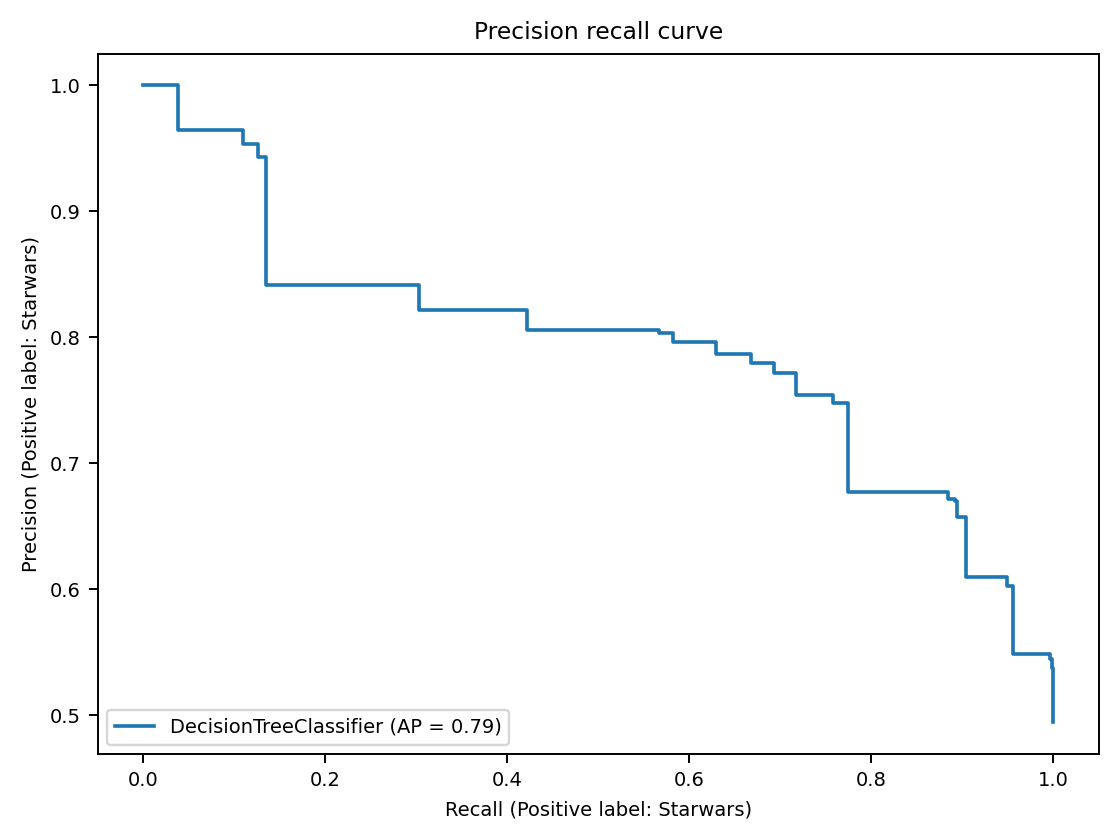 Precision recall curve
1.0
0.9
0.8
0.7
0.6
0.5
Precision (Positive label: Starwars)
DecisionTreeClassifier (AP = 0.79)
0.0 0.2 0.4 0.6 0.8 1.0
Recall (Positive label: Starwars)